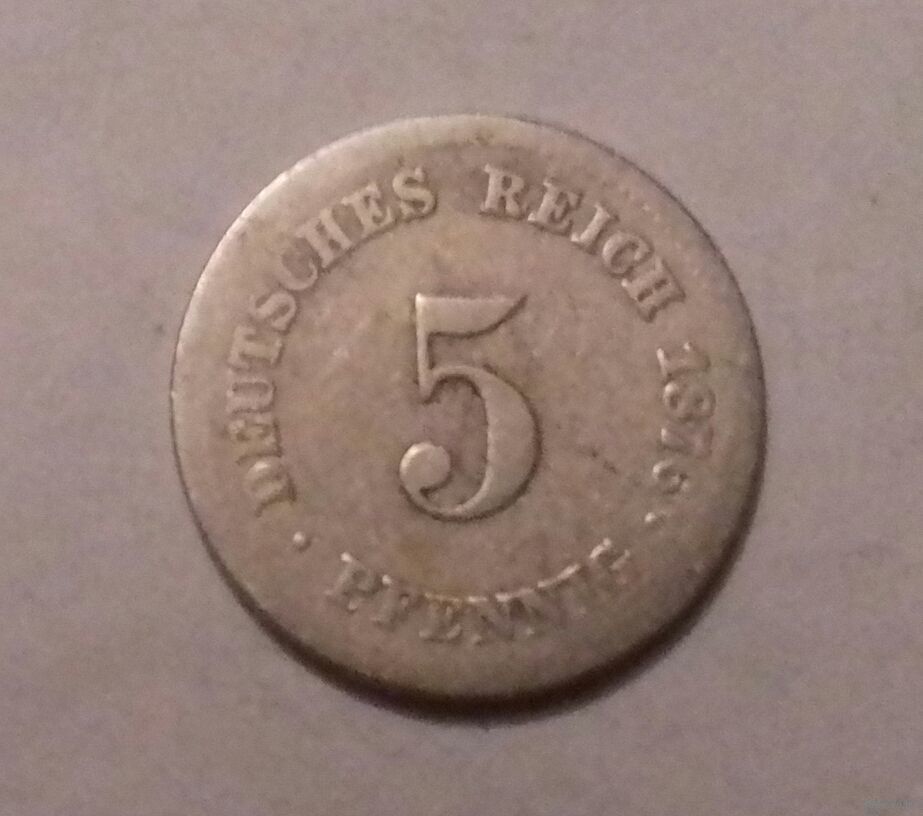 DEUTSCHES REICH 1876
5
PFENNIG